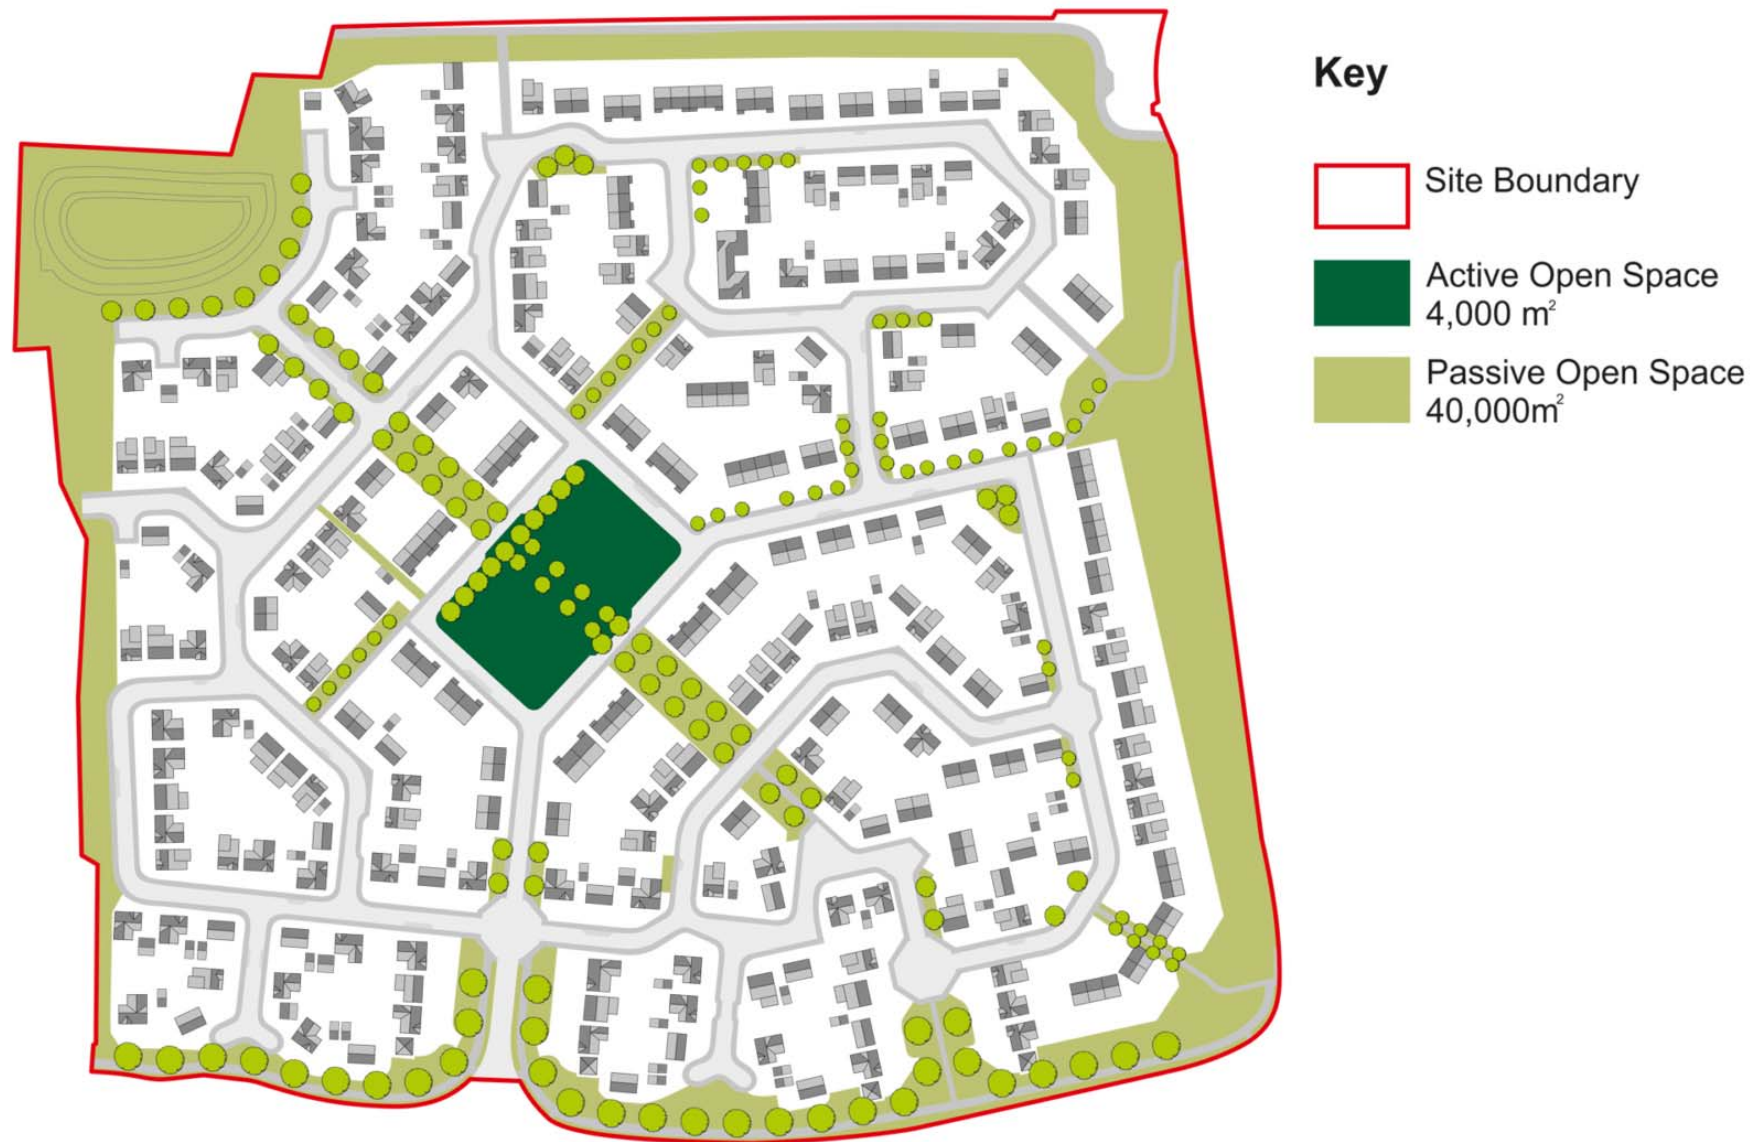 Key
Site Boundary
Active Open Space
4,000 m²
Passive Open Space
40,000m²